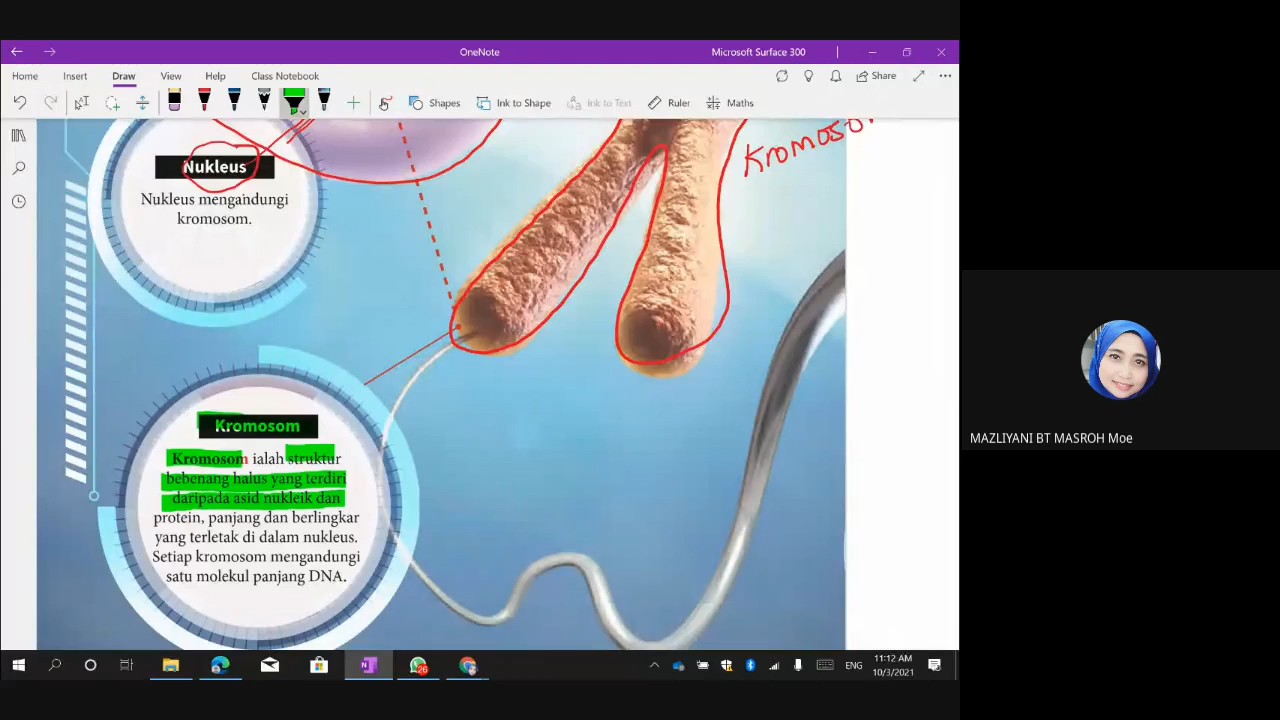 OneNote
Microsoft Surface 300
Home Insert Draw View Help Class Notebook
Share
Shapes
Ink to Shape
Ink to Text
Ruler
Maths
Nukleus
Nukleus mengandungi
kromosom.
Kromosom
Kromosom ialah struktur
bebenang halus yang terdiri
daripada asid nukleik dan
protein, panjang dan berlingkar
yang terletak di dalam nukleus.
Setiap kromosom mengandungi
satu molekul panjang DNA.
MAZLIYANI BT MASROH Moe
26
ENG
11:12 AM
10/3/2021